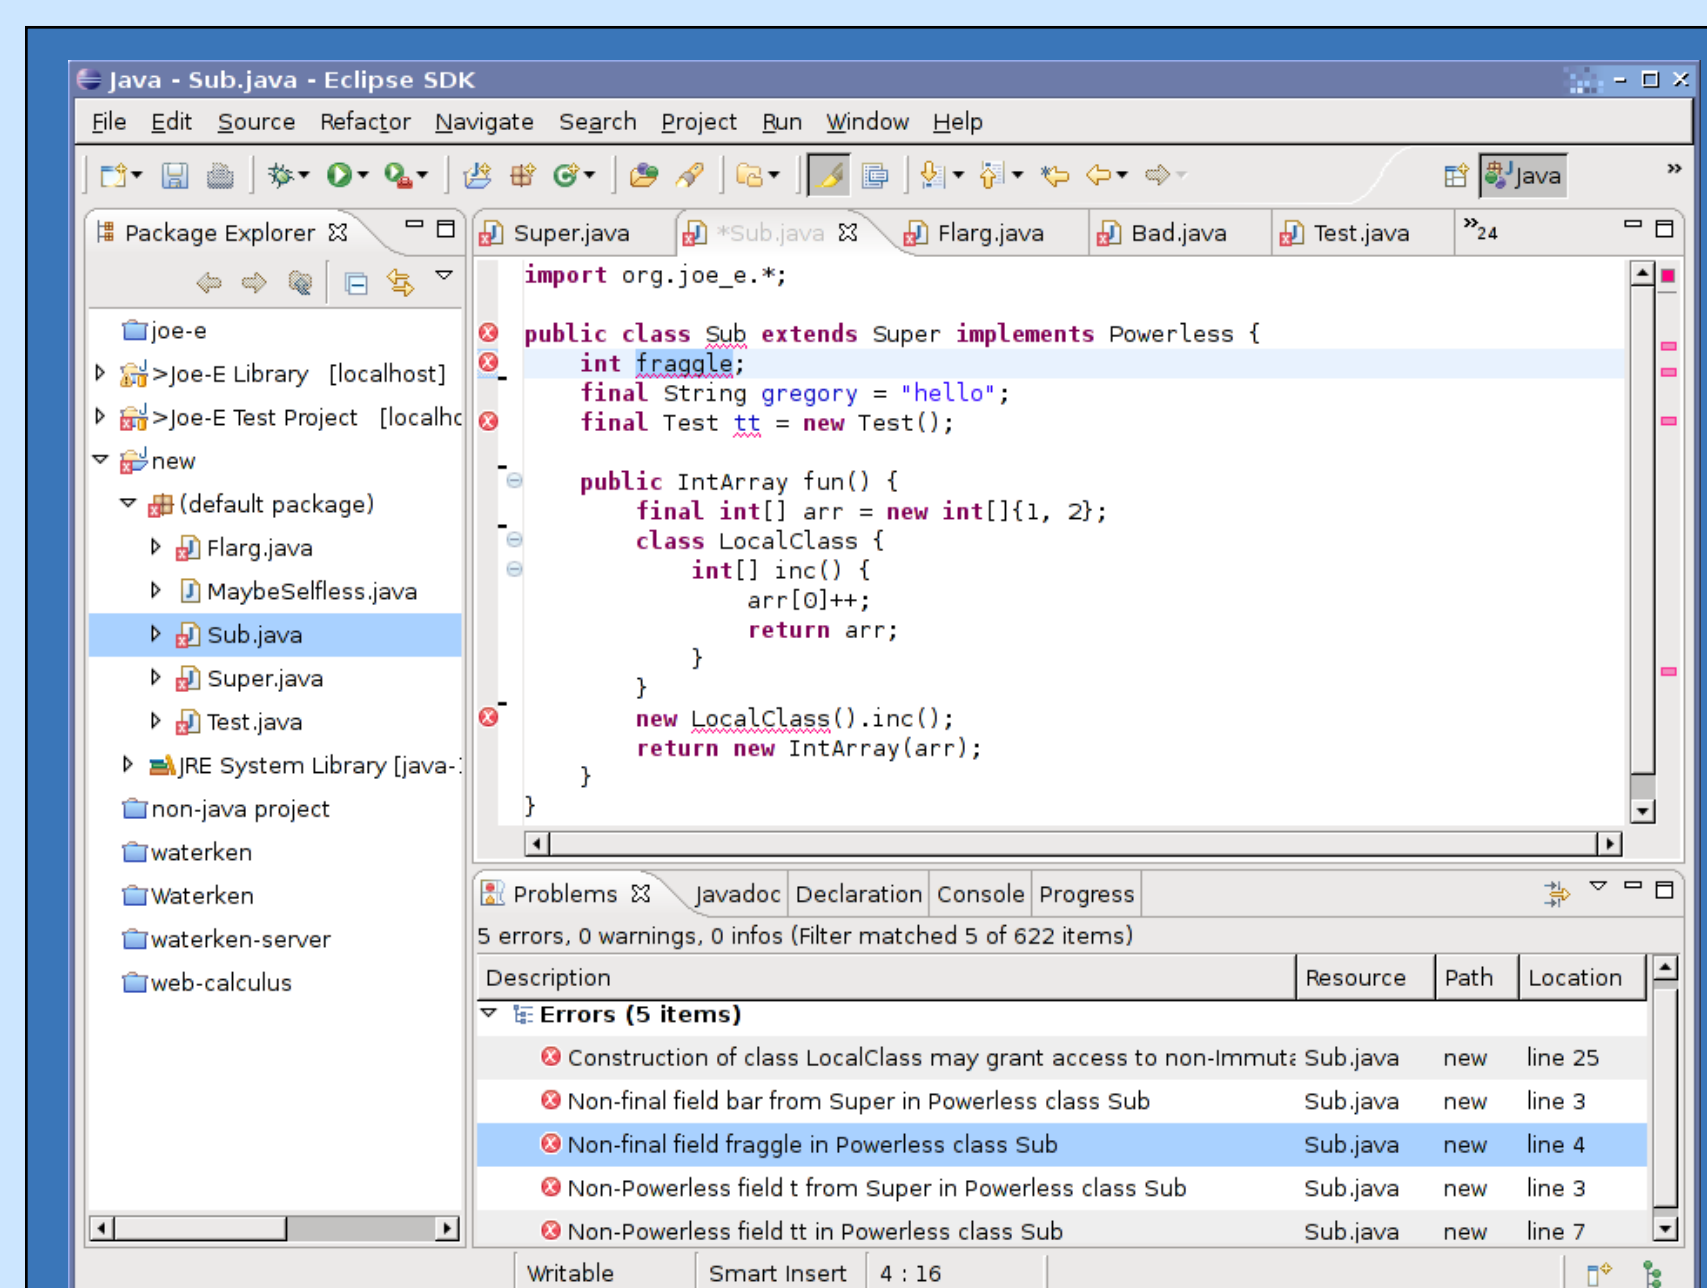 Java - Sub.java - Eclipse SDK
File Edit Source Refactor Navigate Search Project Run Window Help
Java »
Package Explorer
joe-e
>Joe-E Library [localhost]
>Joe-E Test Project [localho
new
(default package)
Flarg.java
MaybeSelfless.java
Sub.java
Super.java
Test.java
JRE System Library [java-
non-java project
waterken
Waterken
waterken-server
web-calculus
Super.java *Sub.java Flarg.java Bad.java Test.java »24
import org.joe_e.*;
public class Sub extends Super implements Powerless {
int fraggle;
final String gregory = "hello";
final Test tt = new Test();
public IntArray fun() {
final int[] arr = new int[]{1, 2};
class LocalClass {
int[] inc() {
arr[0]++;
return arr;
}
}
new LocalClass().inc();
return new IntArray(arr);
}
}
Problems Javadoc Declaration Console Progress
5 errors, 0 warnings, 0 infos (Filter matched 5 of 622 items)
Description Resource Path Location
Errors (5 items)
Construction of class LocalClass may grant access to non-Immuta Sub.java new line 25
Non-final field bar from Super in Powerless class Sub Sub.java new line 3
Non-final field fraggle in Powerless class Sub Sub.java new line 4
Non-Powerless field t from Super in Powerless class Sub Sub.java new line 3
Non-Powerless field tt in Powerless class Sub Sub.java new line 7
Writable Smart Insert 4 : 16